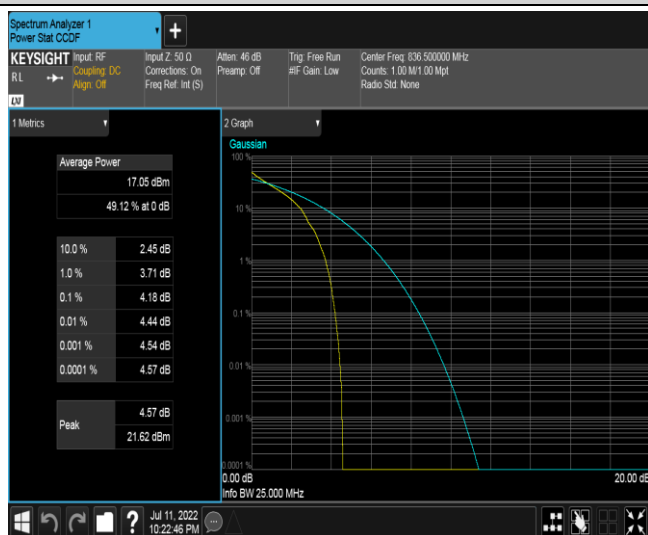 Spectrum Analyzer 1
Power Stat CCDF
+
KEYSIGHT
R L
LXI
Input: RF
Coupling: DC
Align: Off
Input Z: 50 Ω
Corrections: On
Freq Ref: Int (S)
Atten: 46 dB
Preamp: Off
Trig: Free Run
#IF Gain: Low
Center Freq: 836.500000 MHz
Counts: 1.00 M/1.00 Mpt
Radio Std: None
1 Metrics
Average Power
17.05 dBm
49.12 % at 0 dB
10.0 % 2.45 dB
1.0 % 3.71 dB
0.1 % 4.18 dB
0.01 % 4.44 dB
0.001 % 4.54 dB
0.0001 % 4.57 dB
Peak
4.57 dB
21.62 dBm
2 Graph
Gaussian
100 %
10 %
1 %
0.1 %
0.01 %
0.001 %
0.0001 %
0.00 dB
20.00 dB
Info BW 25.000 MHz
?
Jul 11, 2022
10:22:46 PM